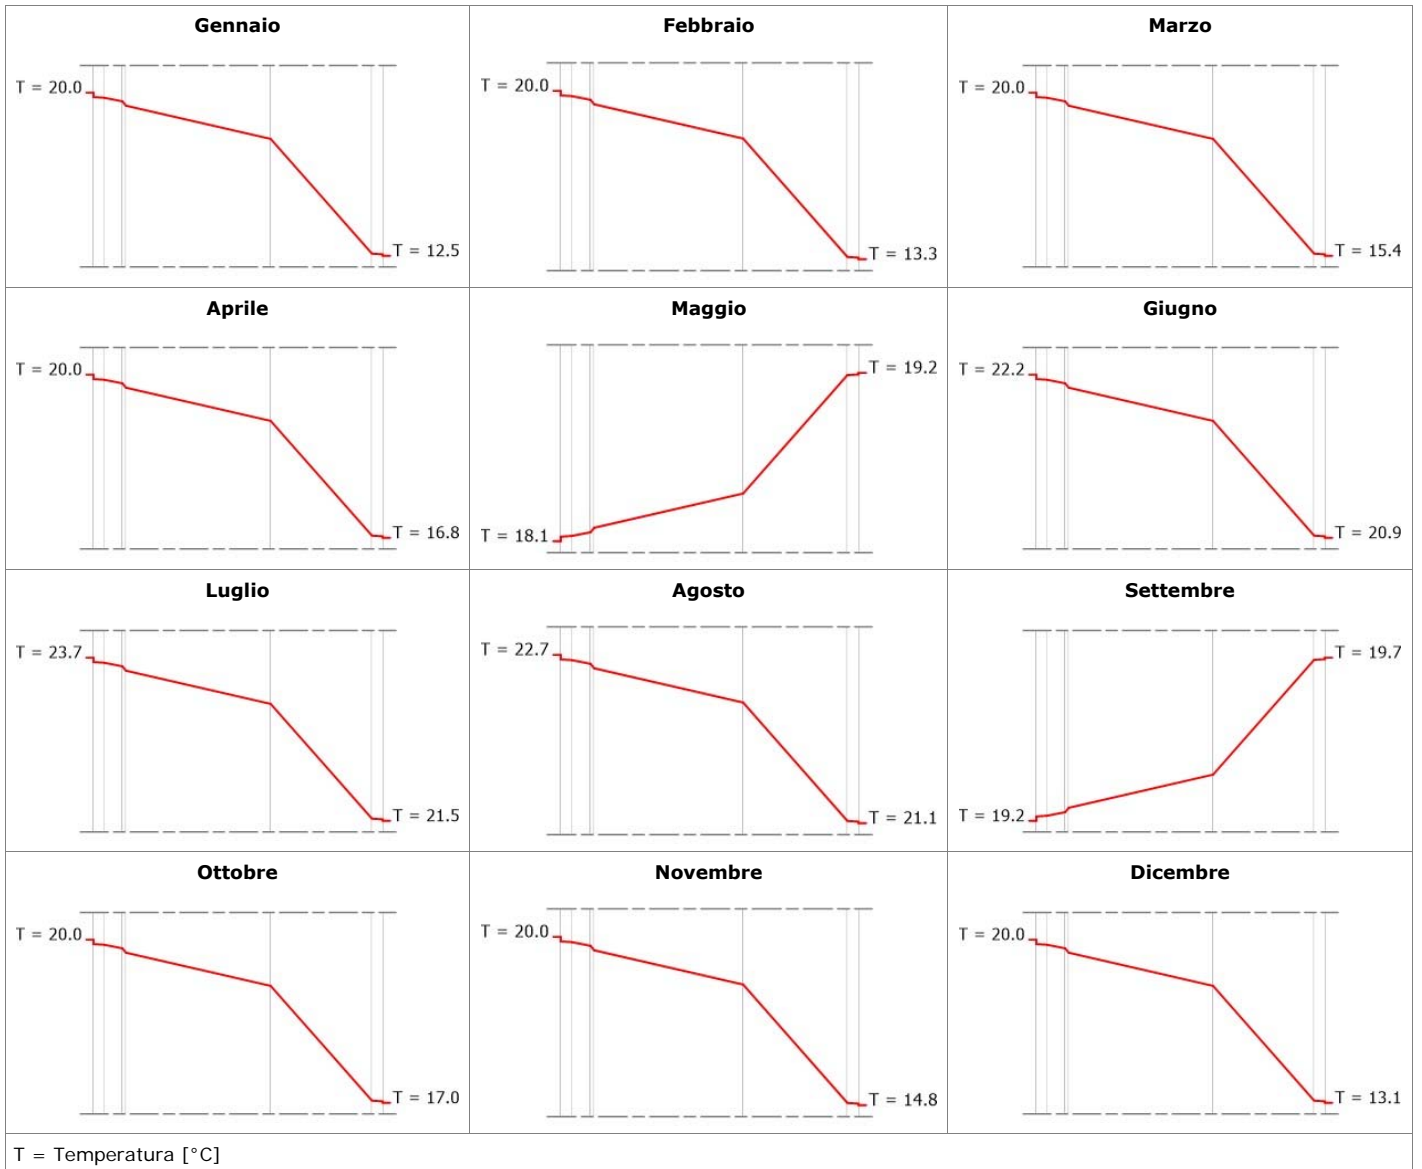 Gennaio
T = 20.0
T = 12.5
Febbraio
T = 20.0
T = 13.3
Marzo
T = 20.0
T = 15.4
Aprile
T = 20.0
T = 16.8
Maggio
T = 19.2
T = 18.1
Giugno
T = 22.2
T = 20.9
Luglio
T = 23.7
T = 21.5
Agosto
T = 22.7
T = 21.1
Settembre
T = 19.7
T = 19.2
Ottobre
T = 20.0
T = 17.0
Novembre
T = 20.0
T = 14.8
Dicembre
T = 20.0
T = 13.1
T = Temperatura [°C]